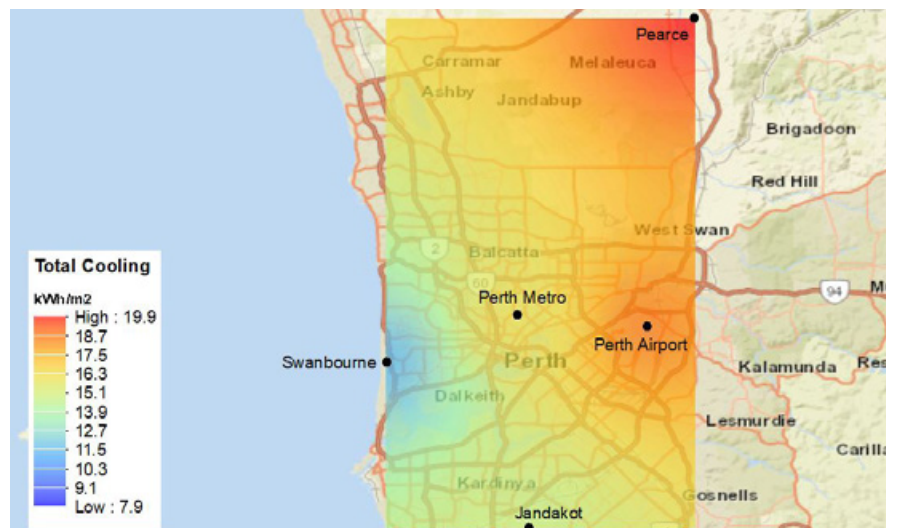 Pearce
Carramar
Melaleuca
Ashby
Jandabup
Brigadoon
Red Hill
West Swan
2
Balcatta
60
94
Perth Metro
Perth Airport
Swanbourne
Perth
Kalamunda
Dalkeith
Lesmurdie
Kardinya
Gosnells
Jandakot
Total Cooling
kWh/m2
High : 19.9
18.7
17.5
16.3
15.1
13.9
12.7
11.5
10.3
9.1
Low : 7.9